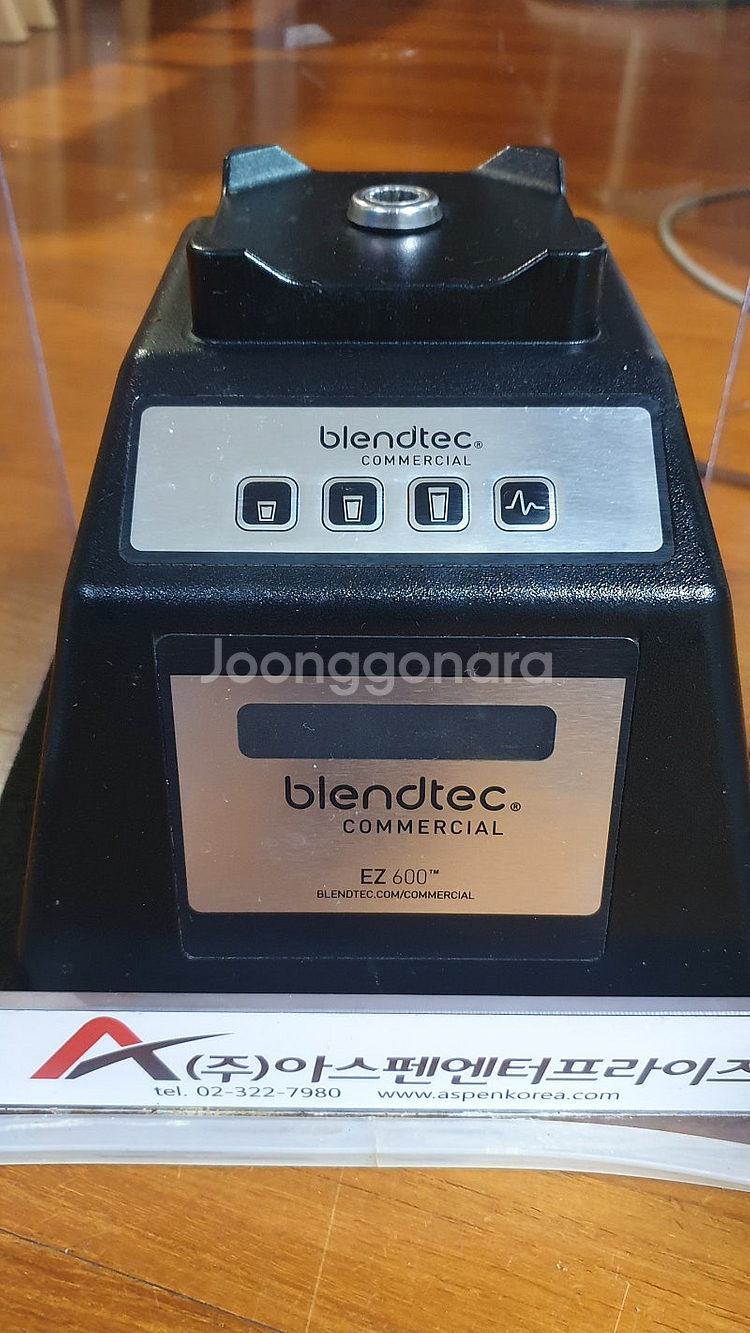 blendtec®
COMMERCIAL
Joonggonara
blendtec®
COMMERCIAL
EZ 600™
BLENDTEC.COM/COMMERCIAL
(주)아스펜엔터프라이즈
tel. 02-322-7980 www.aspenkorea.com